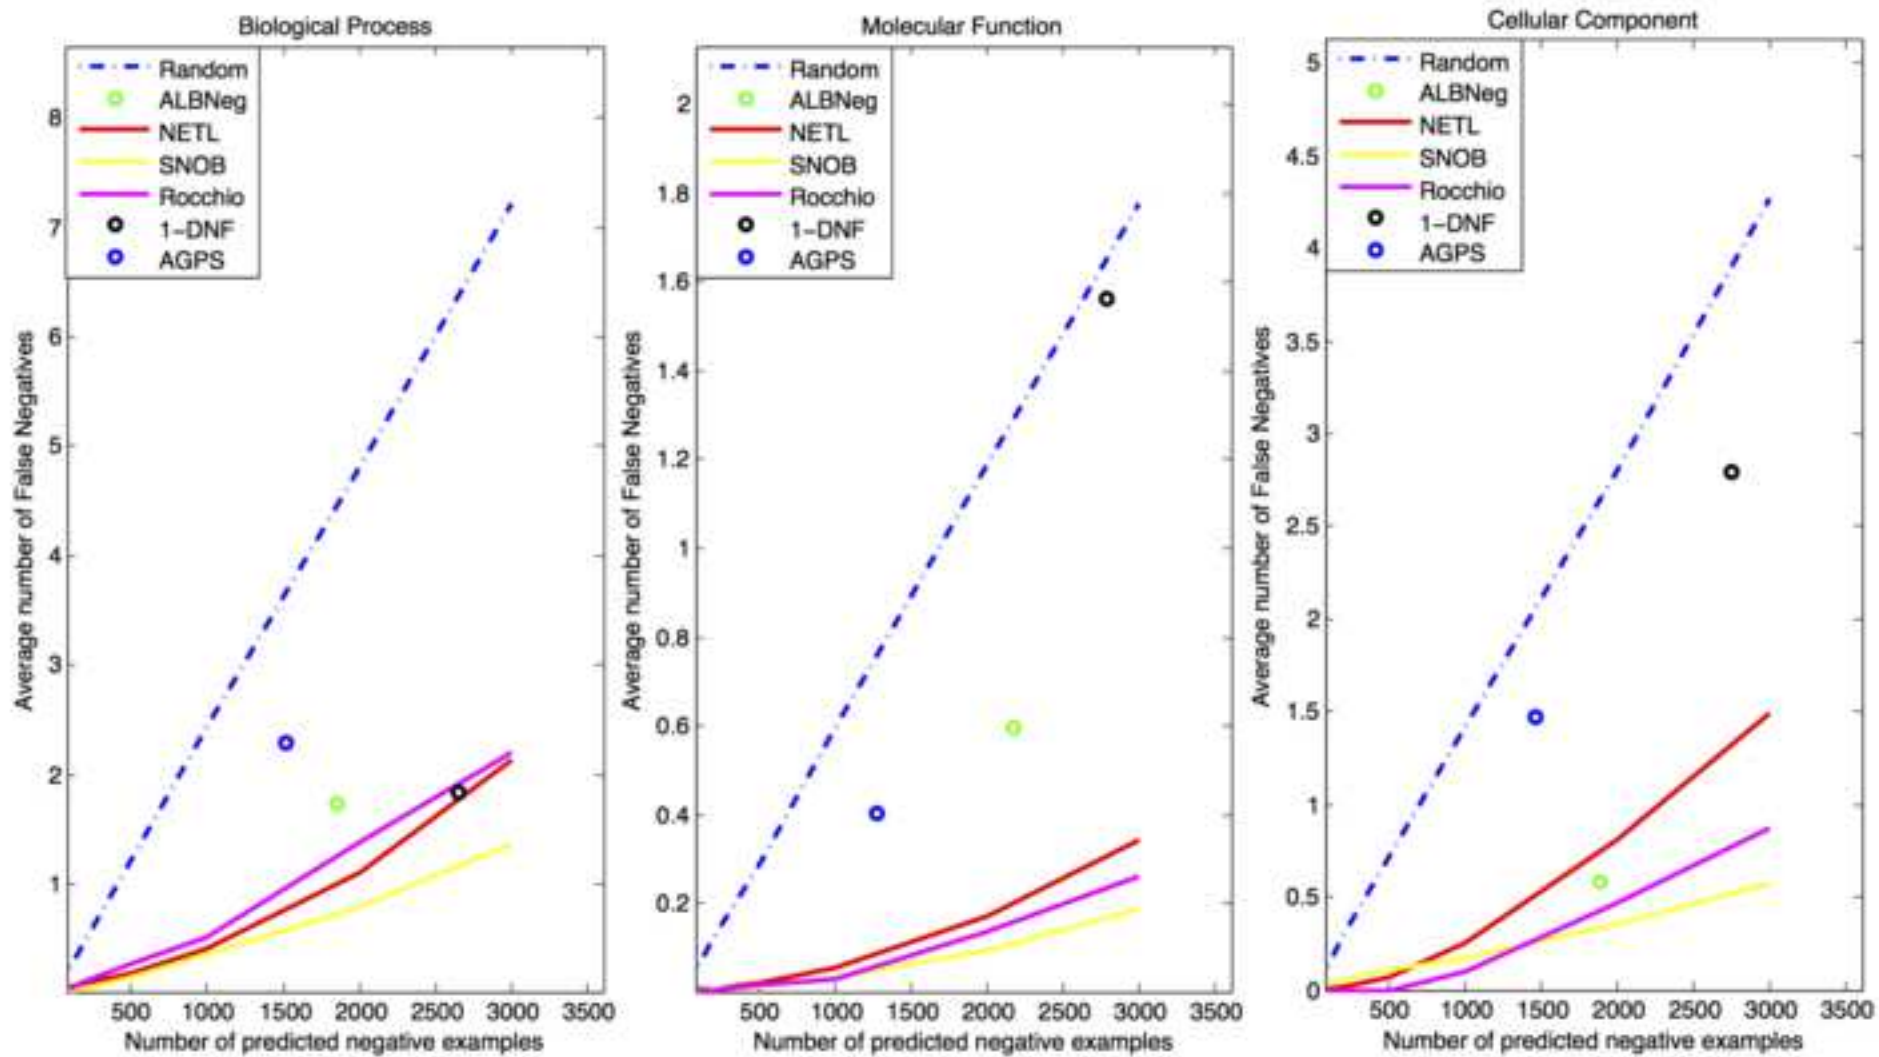 Biological Process
Random
ALBNeg
NETL
SNOB
Rocchio
1-DNF
AGPS
8
7
6
5
4
3
2
1
500 1000 1500 2000 2500 3000 3500
Number of predicted negative examples
Average number of False Negatives
Molecular Function
Random
ALBNeg
NETL
SNOB
Rocchio
1-DNF
AGPS
2
1.8
1.6
1.4
1.2
1
0.8
0.6
0.4
0.2
500 1000 1500 2000 2500 3000 3500
Number of predicted negative examples
Average number of False Negatives
Cellular Component
Random
ALBNeg
NETL
SNOB
Rocchio
1-DNF
AGPS
5
4.5
4
3.5
3
2.5
2
1.5
1
0.5
0
500 1000 1500 2000 2500 3000 3500
Number of predicted negative examples
Average number of False Negatives